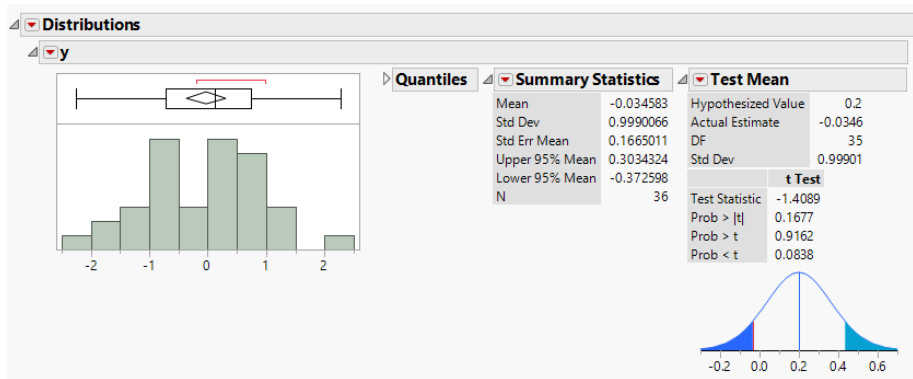 Distributions
y
-2 -1 0 1 2
Quantiles
Summary Statistics
Mean -0.034583
Std Dev 0.9990066
Std Err Mean 0.1665011
Upper 95% Mean 0.3034324
Lower 95% Mean -0.372598
N 36
Test Mean
Hypothesized Value 0.2
Actual Estimate -0.0346
DF 35
Std Dev 0.99901
t Test
Test Statistic -1.4089
Prob > |t| 0.1677
Prob > t 0.9162
Prob < t 0.0838
-0.2 0.0 0.2 0.4 0.6